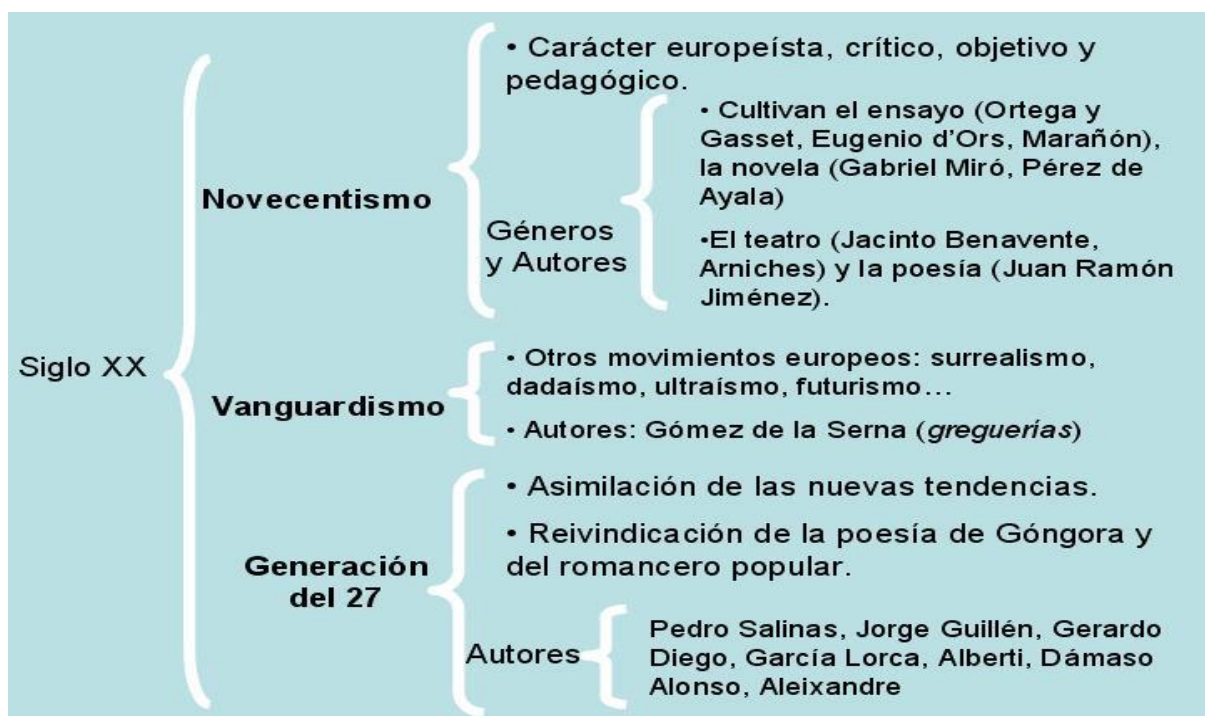 Siglo XX
Novecentismo
• Carácter europeísta, crítico, objetivo y
pedagógico.
Géneros
y Autores
• Cultivan el ensayo (Ortega y
Gasset, Eugenio d’Ors, Marañón),
la novela (Gabriel Miró, Pérez de
Ayala)
•El teatro (Jacinto Benavente,
Arniches) y la poesía (Juan Ramón
Jiménez).
Vanguardismo
• Otros movimientos europeos: surrealismo,
dadaísmo, ultraísmo, futurismo…
• Autores: Gómez de la Serna (greguerías)
Generación
del 27
• Asimilación de las nuevas tendencias.
• Reivindicación de la poesía de Góngora y
del romancero popular.
Autores
Pedro Salinas, Jorge Guillén, Gerardo
Diego, García Lorca, Alberti, Dámaso
Alonso, Aleixandre